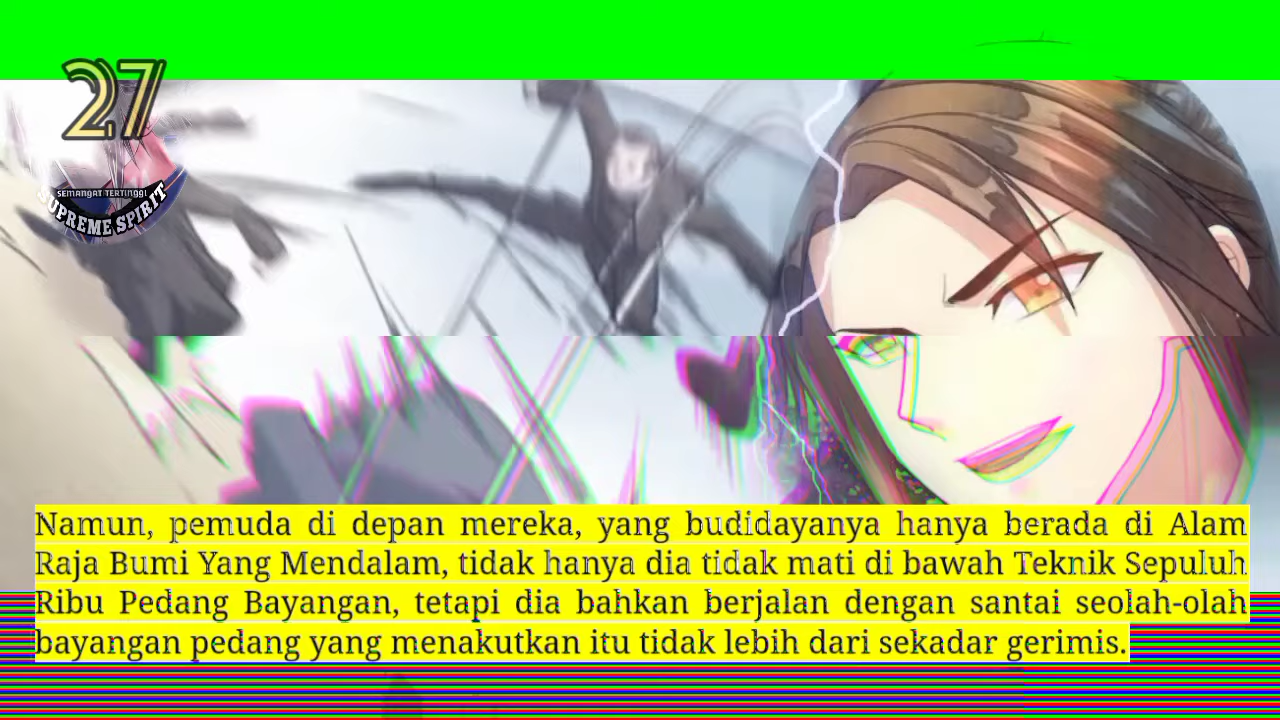 27
SEMANGAT TERTINGGI
SUPREME SPIRIT
Namun, pemuda di depan mereka, yang budidayanya hanya berada di Alam
Raja Bumi Yang Mendalam, tidak hanya dia tidak mati di bawah Teknik Sepuluh
Ribu Pedang Bayangan, tetapi dia bahkan berjalan dengan santai seolah-olah
bayangan pedang yang menakutkan itu tidak lebih dari sekadar gerimis.